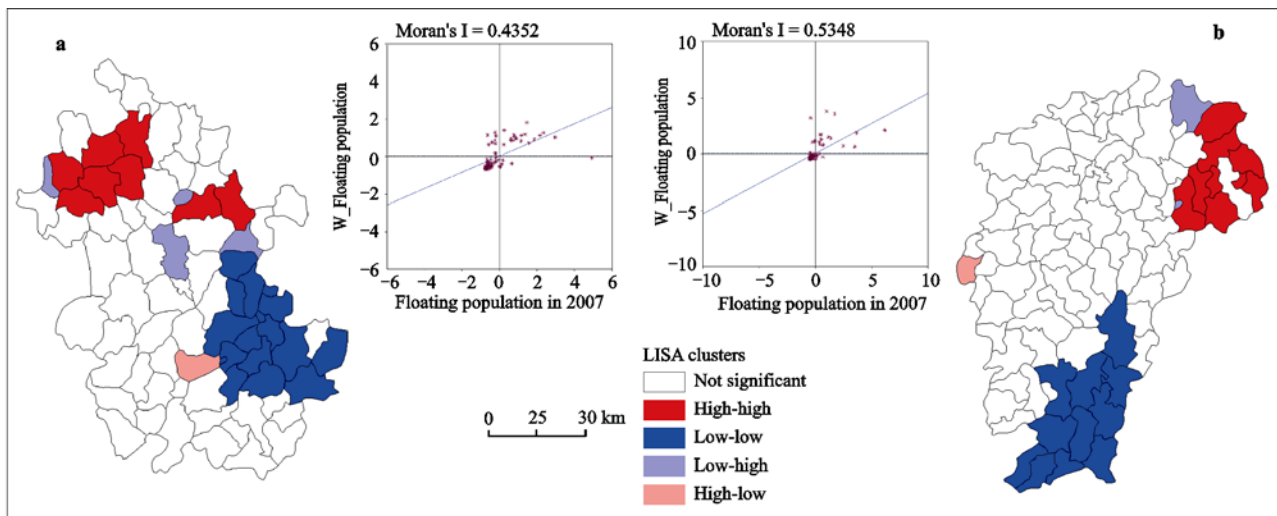 a
Moran's I = 0.4352
6
4
2
0
−2
−4
−6
W_Floating population
−6 −4 −2 0 2 4 6
Floating population in 2007
Moran's I = 0.5348
10
5
0
−5
−10
W_Floating population
−10 −5 0 5 10
Floating population in 2007
b
LISA clusters
Not significant
High-high
Low-low
Low-high
High-low
0 25 30 km